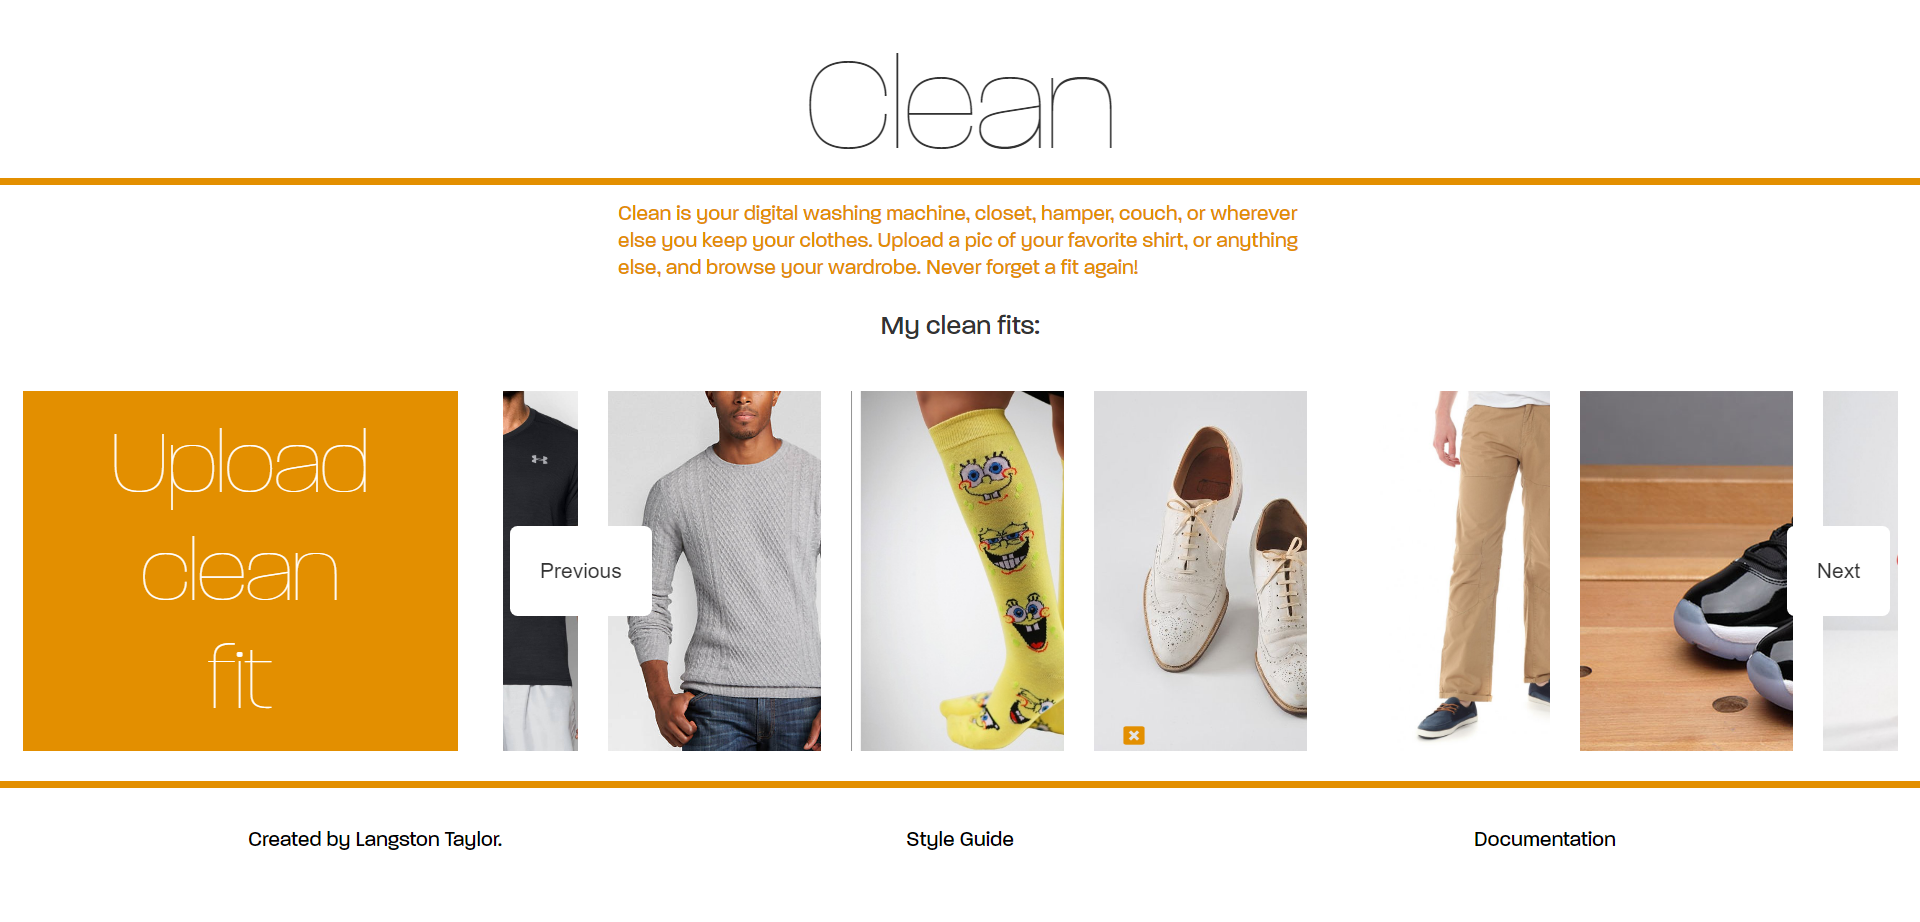 Clean
Clean is your digital washing machine, closet, hamper, couch, or wherever
else you keep your clothes. Upload a pic of your favorite shirt, or anything
else, and browse your wardrobe. Never forget a fit again!
My clean fits:
Upload
clean
fit
Previous
Next
Created by Langston Taylor.
Style Guide
Documentation